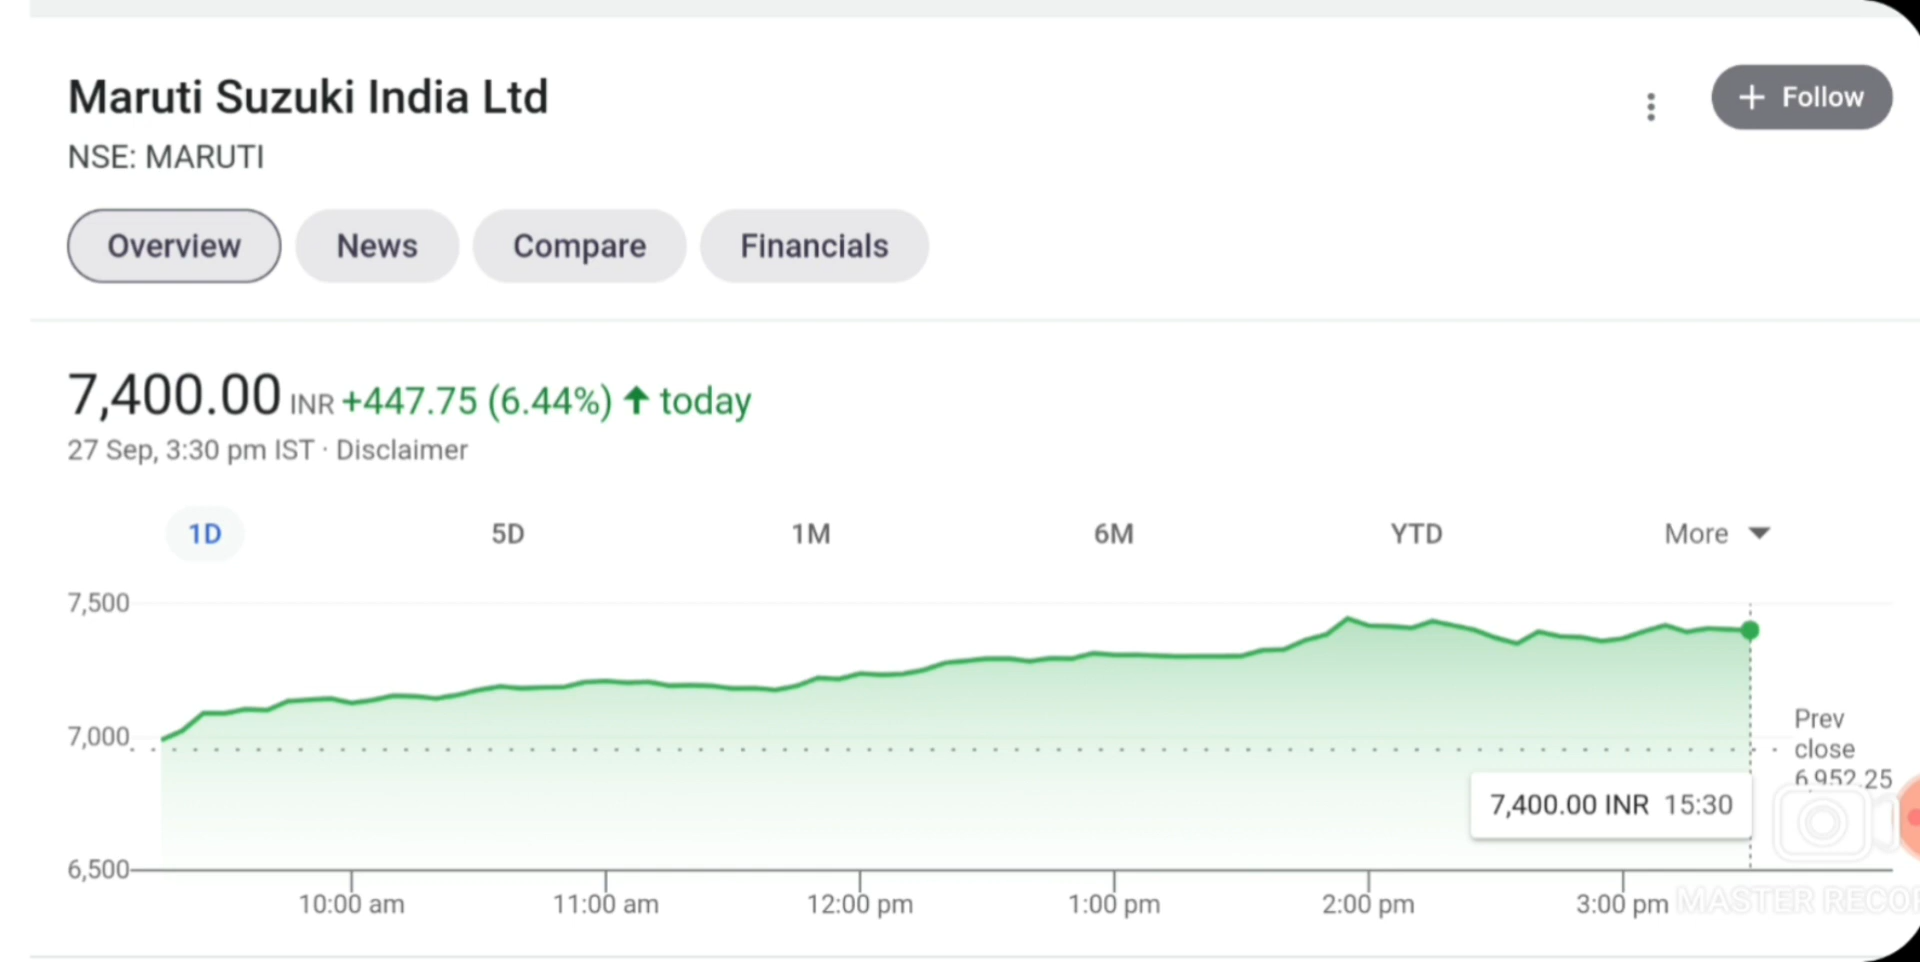 Maruti Suzuki India Ltd
+ Follow
NSE: MARUTI
Overview News Compare Financials
7,400.00 INR +447.75 (6.44%) ↑ today
27 Sep, 3:30 pm IST · Disclaimer
1D 5D 1M 6M YTD More
7,500
7,000
6,500
Prev
close
6,952.25
7,400.00 INR 15:30
10:00 am 11:00 am 12:00 pm 1:00 pm 2:00 pm 3:00 pm
MASTER